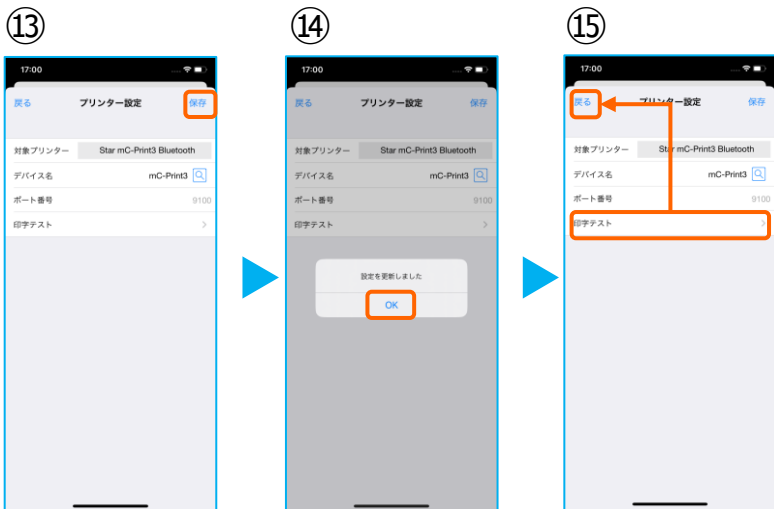 ⑬
17:00
戻る プリンター設定 保存
対象プリンター Star mC-Print3 Bluetooth
デバイス名 mC-Print3
ポート番号 9100
印字テスト
⑭
17:00
戻る プリンター設定 保存
対象プリンター Star mC-Print3 Bluetooth
デバイス名 mC-Print3
ポート番号 9100
印字テスト
設定を更新しました
OK
⑮
17:00
戻る プリンター設定 保存
対象プリンター Star mC-Print3 Bluetooth
デバイス名 mC-Print3
ポート番号 9100
印字テスト